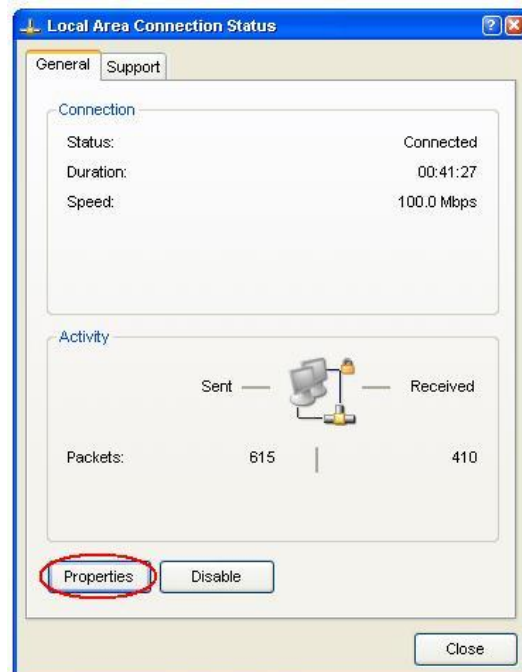 Local Area Connection Status
General Support
Connection
Status: Connected
Duration: 00:41:27
Speed: 100.0 Mbps
Activity
Sent Received
Packets: 615 410
Properties Disable
Close